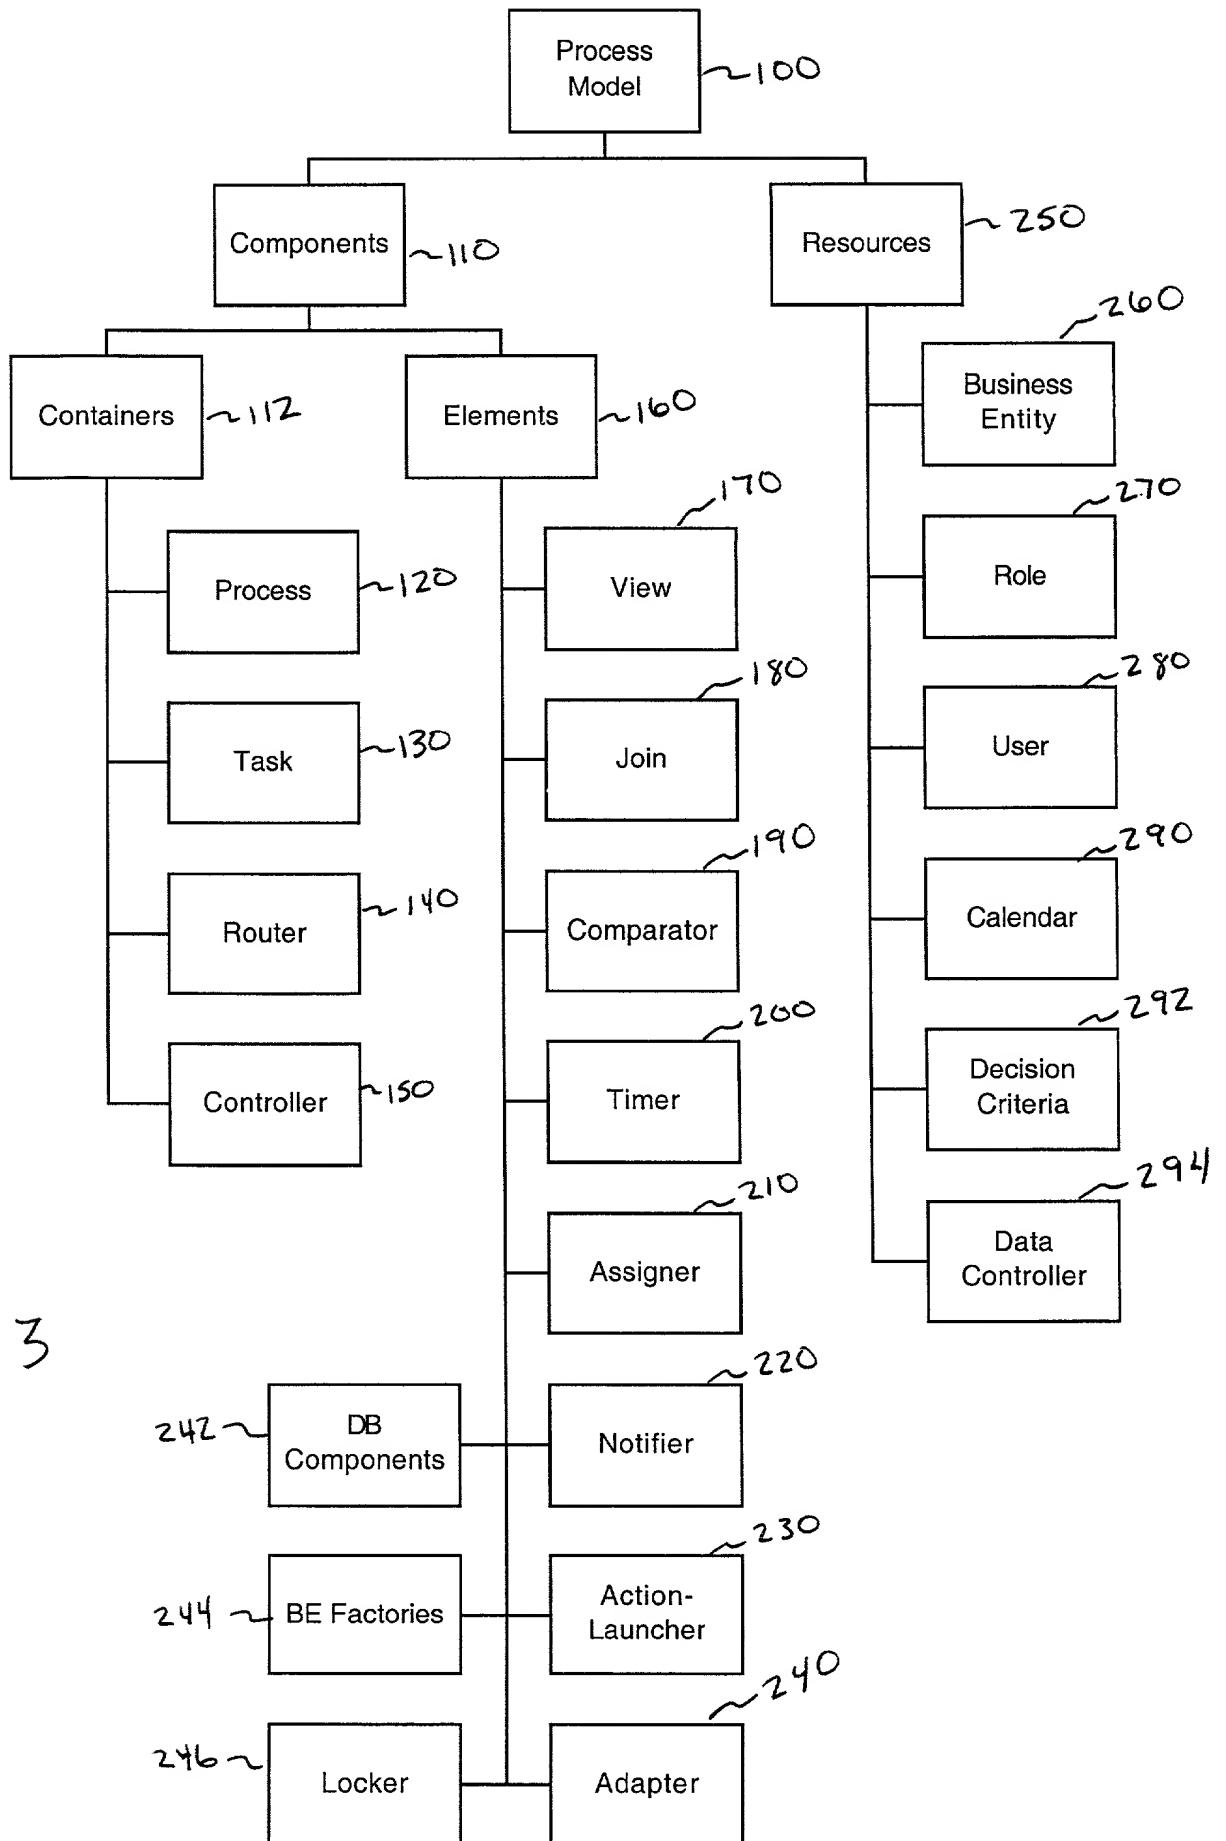 Process
Model
100
Components
110
Resources
250
260
Containers
112
Elements
160
Business
Entity
170
270
Process
120
View
Role
180
280
Task
130
Join
User
190
290
Router
140
Comparator
Calendar
200
292
Controller
150
Timer
Decision
Criteria
210
294
Assigner
Data
Controller
3
220
242
DB
Components
Notifier
230
244
BE Factories
Action-
Launcher
240
246
Locker
Adapter